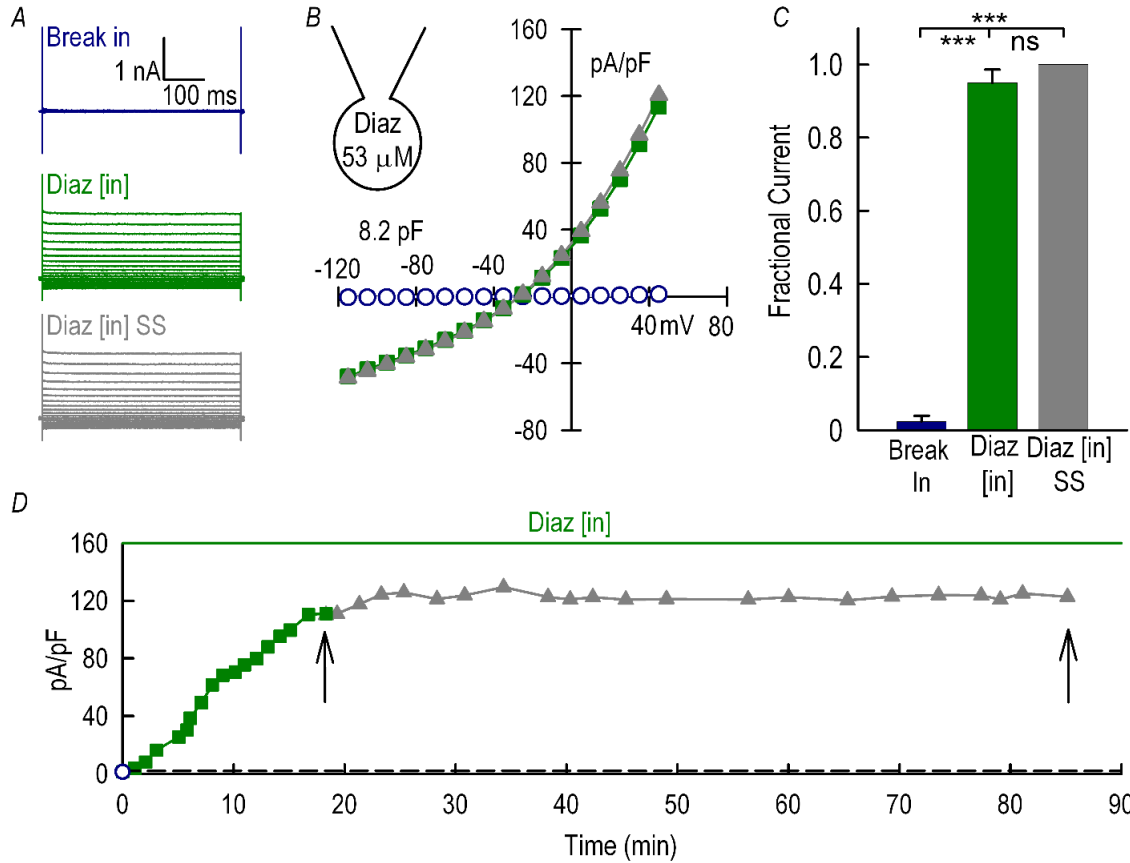 A
Break in
1 nA
100 ms
Diaz [in]
Diaz [in] SS
B
Diaz
53 μM
8.2 pF
pA/pF
160
120
80
40
-40
-80
-120
-80
-40
40
mV
80
C
***
***
ns
Fractional Current
1.0
0.8
0.6
0.4
0.2
0
Break
In
Diaz
[in]
Diaz [in]
SS
D
Diaz [in]
pA/pF
160
120
80
40
0
0
10
20
30
40
50
60
70
80
90
Time (min)